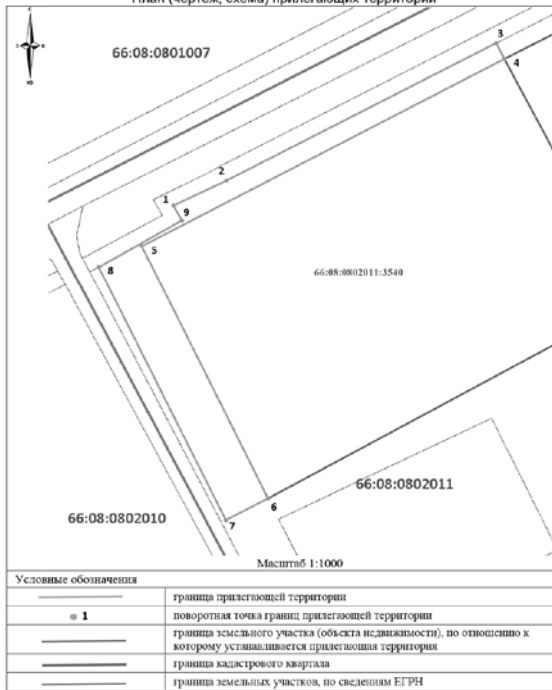 План (чертеж, схема) прилегающих территорий
С
З В
Ю
66:08:0801007
3
4
2
1
9
5
8
66:08:0802011:3540
66:08:0802011
6
7
66:08:0802010
Масштаб 1:1000
Условные обозначения
граница прилегающей территории
1 поворотная точка границ прилегающей территории
граница земельного участка (объекта недвижимости), по отношению к
которому устанавливается прилегающая территория
граница кадастрового квартала
граница земельных участков, по сведениям ЕГРН